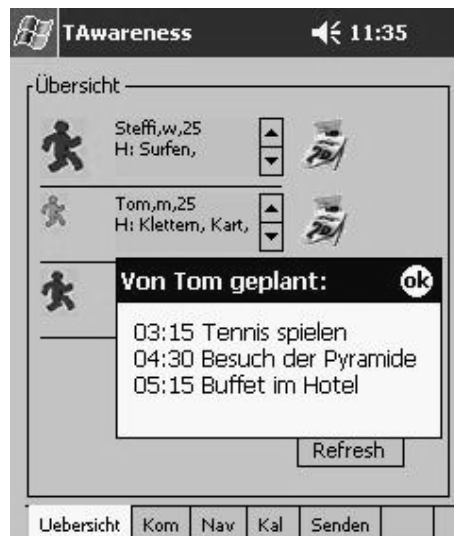 TAwareness 11:35
Übersicht
Steffi,w,25
H: Surfen,
Tom,m,25
H: Klettern, Kart,
Von Tom geplant: ok
03:15 Tennis spielen
04:30 Besuch der Pyramide
05:15 Buffet im Hotel
Refresh
Uebersicht Kom Nav Kal Senden